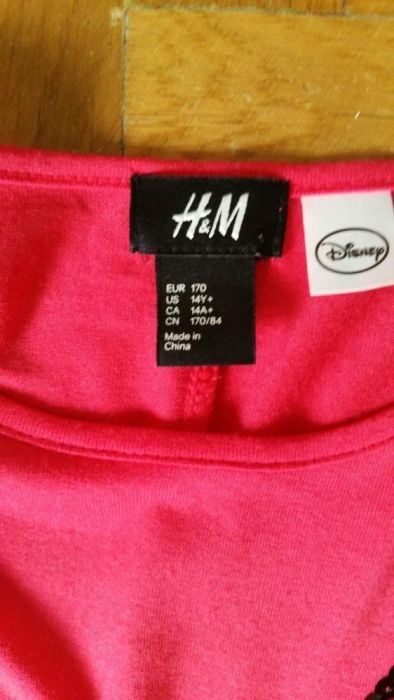 H&M
Disney
EUR 170
US 14Y+
CA 14A+
CN 170/84
Made in
China